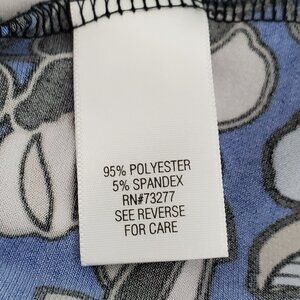 95% POLYESTER
5% SPANDEX
RN#73277
SEE REVERSE
FOR CARE